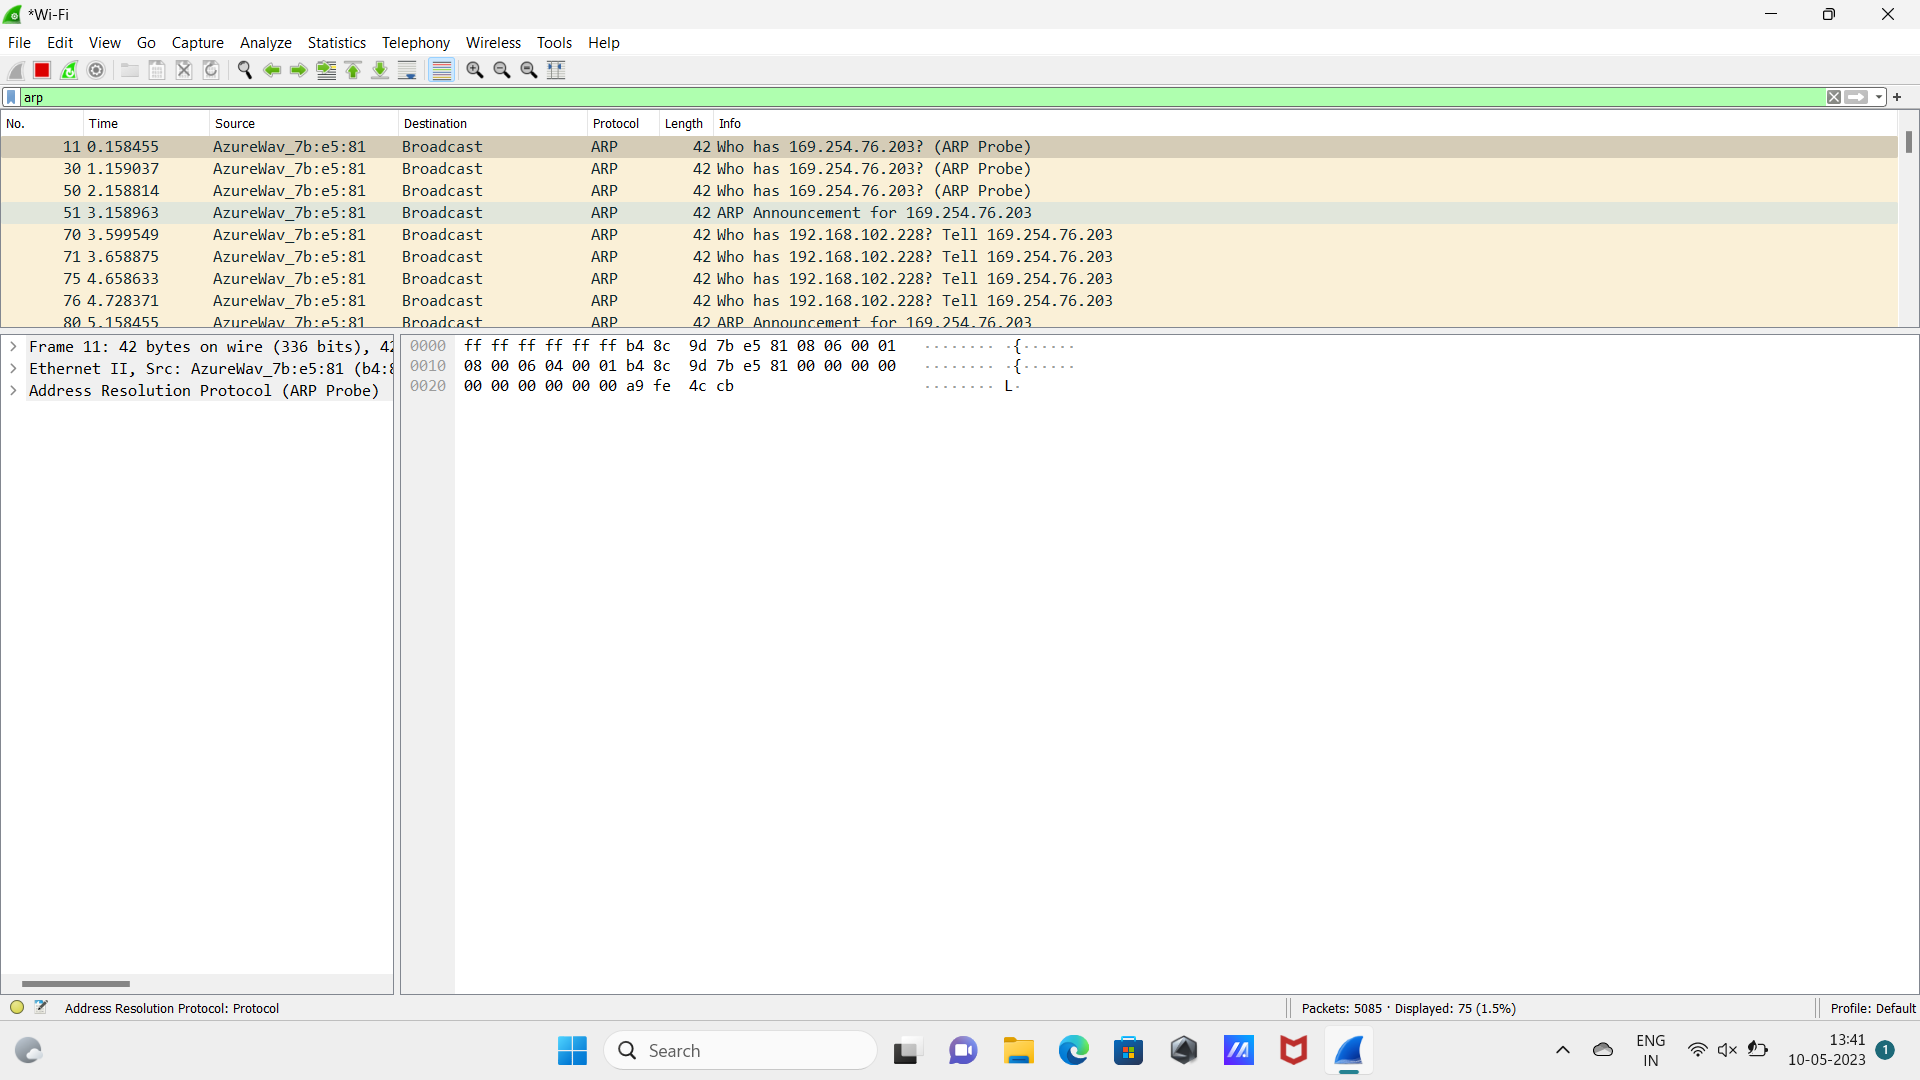 *Wi-Fi
File Edit View Go Capture Analyze Statistics Telephony Wireless Tools Help
arp
No. Time Source Destination Protocol Length Info
11 0.158455 AzureWav_7b:e5:81 Broadcast ARP 42 Who has 169.254.76.203? (ARP Probe)
30 1.159037 AzureWav_7b:e5:81 Broadcast ARP 42 Who has 169.254.76.203? (ARP Probe)
50 2.158814 AzureWav_7b:e5:81 Broadcast ARP 42 Who has 169.254.76.203? (ARP Probe)
51 3.158963 AzureWav_7b:e5:81 Broadcast ARP 42 ARP Announcement for 169.254.76.203
70 3.599549 AzureWav_7b:e5:81 Broadcast ARP 42 Who has 192.168.102.228? Tell 169.254.76.203
71 3.658875 AzureWav_7b:e5:81 Broadcast ARP 42 Who has 192.168.102.228? Tell 169.254.76.203
75 4.658633 AzureWav_7b:e5:81 Broadcast ARP 42 Who has 192.168.102.228? Tell 169.254.76.203
76 4.728371 AzureWav_7b:e5:81 Broadcast ARP 42 Who has 192.168.102.228? Tell 169.254.76.203
80 5.158455 AzureWav_7b:e5:81 Broadcast ARP 42 ARP Announcement for 169.254.76.203
Frame 11: 42 bytes on wire (336 bits), 42
Ethernet II, Src: AzureWav_7b:e5:81 (b4:8
Address Resolution Protocol (ARP Probe)
0000 ff ff ff ff ff ff b4 8c 9d 7b e5 81 08 06 00 01 ········ ·{······
0010 08 00 06 04 00 01 b4 8c 9d 7b e5 81 00 00 00 00 ········ ·{······
0020 00 00 00 00 00 00 a9 fe 4c cb ········ L·
Address Resolution Protocol: Protocol
Packets: 5085 · Displayed: 75 (1.5%)
Profile: Default
Search
ENG
IN
13:41
10-05-2023
1